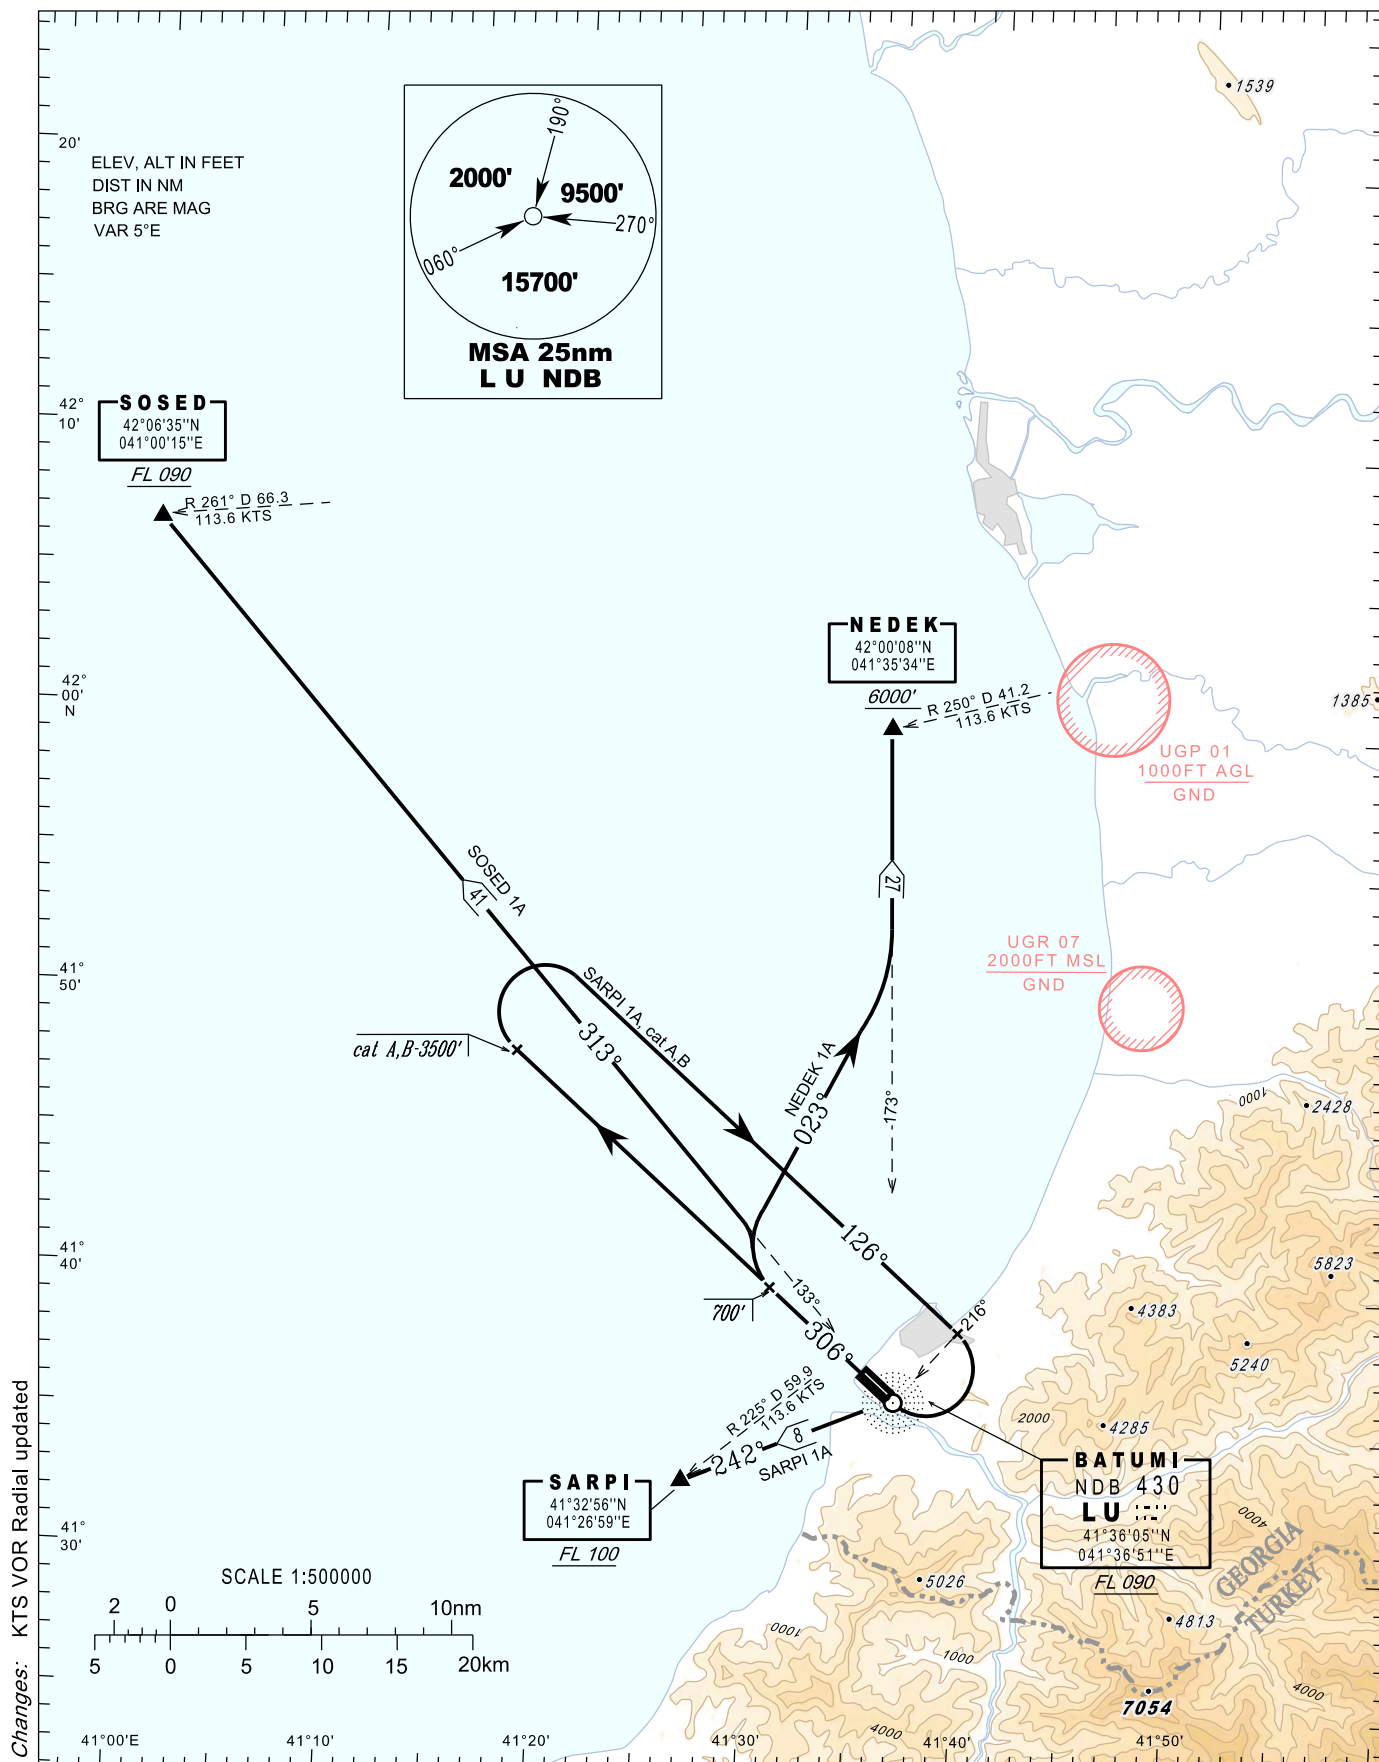 20'
ELEV, ALT IN FEET
DIST IN NM
BRG ARE MAG
VAR 5°E
190°
2000'
9500'
270°
060°
15700'
MSA 25nm
L U NDB
1539
42°
10'
SOSED
42°06'35''N
041°00'15''E
FL 090
R 261° D 66.3
113.6 KTS
NEDEK
42°00'08''N
041°35'34''E
6000'
R 250° D 41.2
113.6 KTS
42°
00'
N
1385
UGP 01
1000FT AGL
GND
SOSED 1A
41
27
UGR 07
2000FT MSL
GND
41°
50'
SARPI 1A, cat A,B
313°
cat A,B-3500'
NEDEK 1A
023°
173°
1000
2428
41°
40'
126°
133°
700'
306°
216°
5823
4383
5240
R 225° D 59.9
113.6 KTS
242°
8
SARPI 1A
2000
4285
SARPI
41°32'56''N
041°26'59''E
FL 100
BATUMI
NDB 430
LU
41°36'05''N
041°36'51''E
FL 090
4000
GEORGIA
TURKEY
41°
30'
5026
4813
SCALE 1:500000
2 0 5 10nm
5 0 5 10 15 20km
1000
1000
4000
7054
4000
41°00'E 41°10' 41°20' 41°30' 41°40' 41°50'
Changes: KTS VOR Radial updated